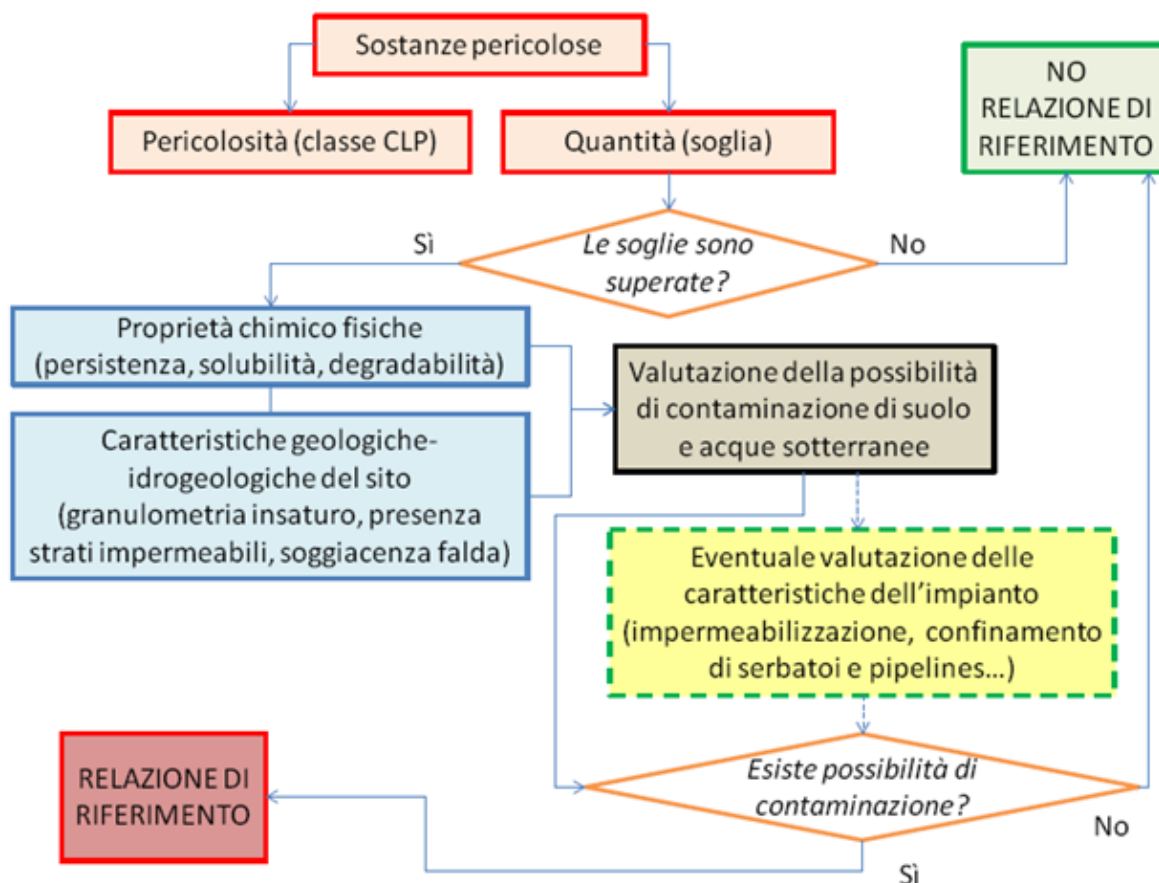 Sostanze pericolose
Pericolosità (classe CLP)
Quantità (soglia)
NO
RELAZIONE DI
RIFERIMENTO
Sì
Le soglie sono
superate?
No
Proprietà chimico fisiche
(persistenza, solubilità, degradabilità)
Caratteristiche geologiche-
idrogeologiche del sito
(granulometria insaturo, presenza
strati impermeabili, soggiacenza falda)
Valutazione della possibilità
di contaminazione di suolo
e acque sotterranee
Eventuale valutazione delle
caratteristiche dell'impianto
(impermeabilizzazione, confinamento
di serbatoi e pipelines…)
Esiste possibilità di
contaminazione?
No
Sì
RELAZIONE DI
RIFERIMENTO